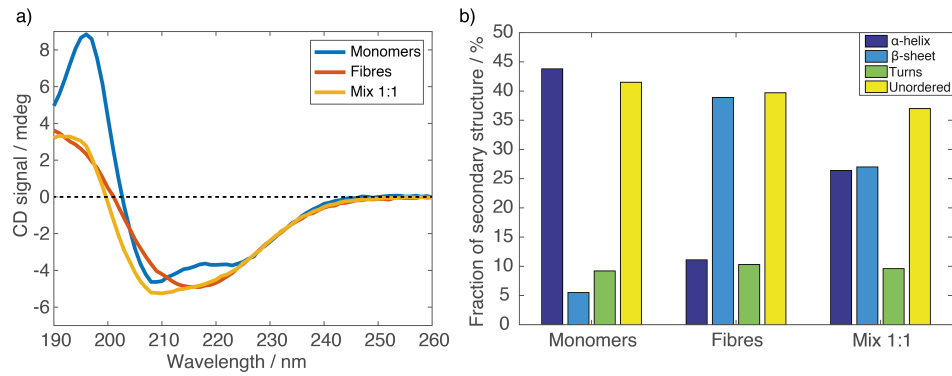 a)
CD signal / mdeg
8
6
4
2
0
-2
-4
-6
190 200 210 220 230 240 250 260
Wavelength / nm
Monomers
Fibres
Mix 1:1
b)
Fraction of secondary structure / %
50
45
40
35
30
25
20
15
10
5
0
Monomers Fibres Mix 1:1
α-helix
β-sheet
Turns
Unordered